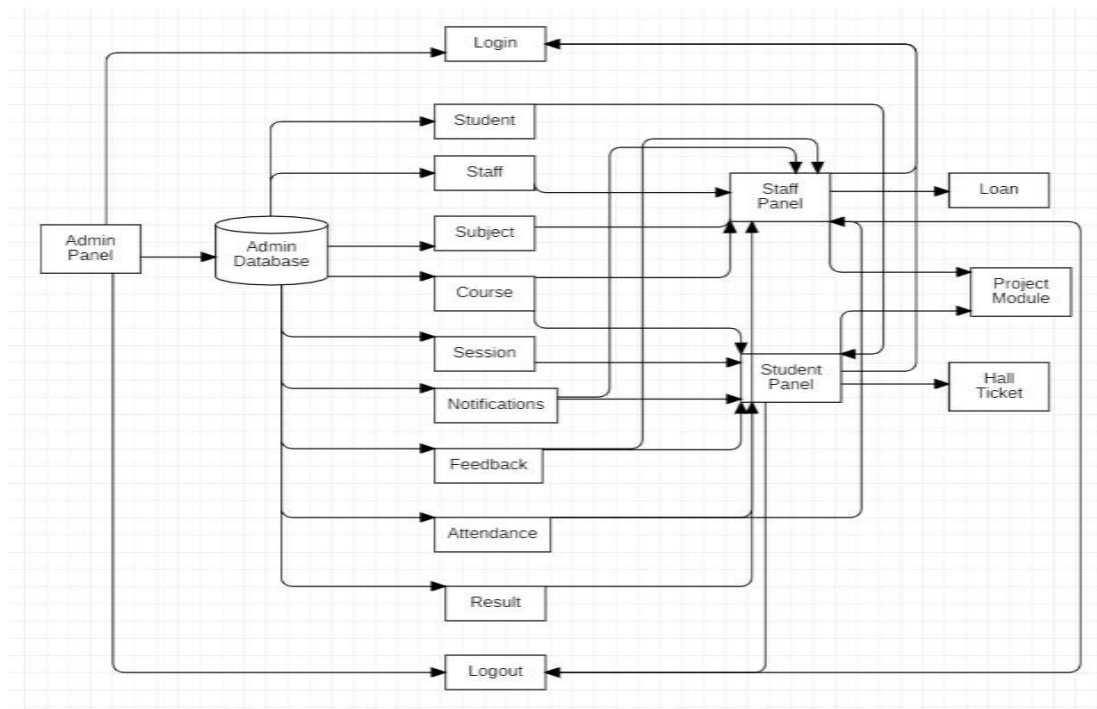 Login
Student
Staff
Staff
Panel
Loan
Subject
Admin
Panel
Admin
Database
Course
Project
Module
Session
Student
Panel
Hall
Ticket
Notifications
Feedback
Attendance
Result
Logout